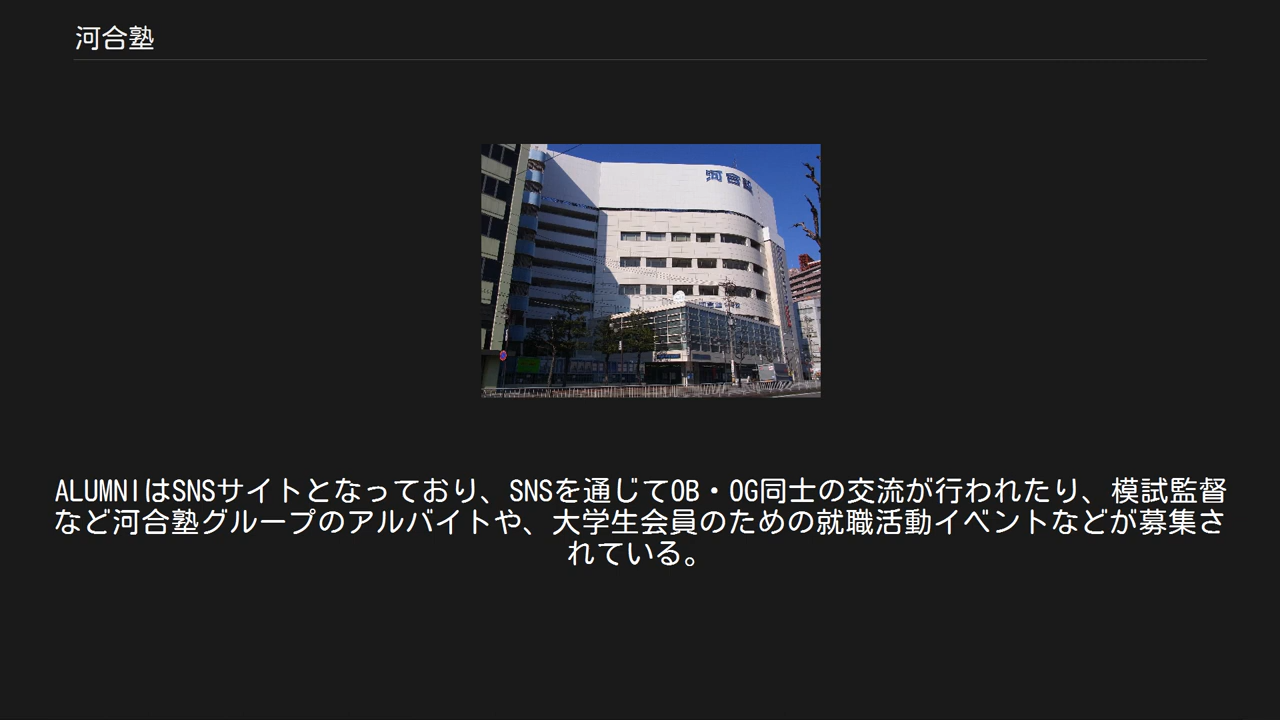 河合塾
河合塾
ALUMNIはSNSサイトとなっており、SNSを通じてOB・OG同士の交流が行われたり、模試監督
など河合塾グループのアルバイトや、大学生会員のための就職活動イベントなどが募集さ
れている。